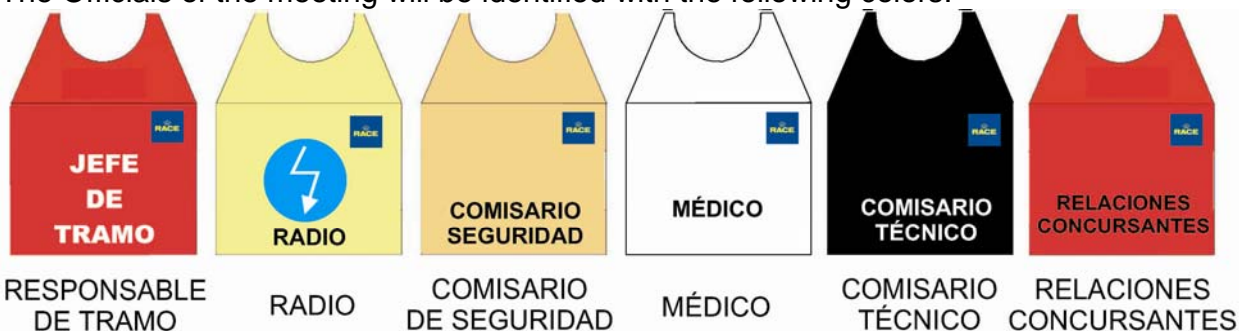 The Officials of the meeting will be identified with the following colors:
RACE
JEFE
DE
TRAMO
RACE
RADIO
RACE
COMISARIO
SEGURIDAD
RACE
MÉDICO
RACE
COMISARIO
TÉCNICO
RACE
RELACIONES
CONCURSANTES
RESPONSABLE
DE TRAMO
RADIO
COMISARIO
DE SEGURIDAD
MÉDICO
COMISARIO
TÉCNICO
RELACIONES
CONCURSANTES